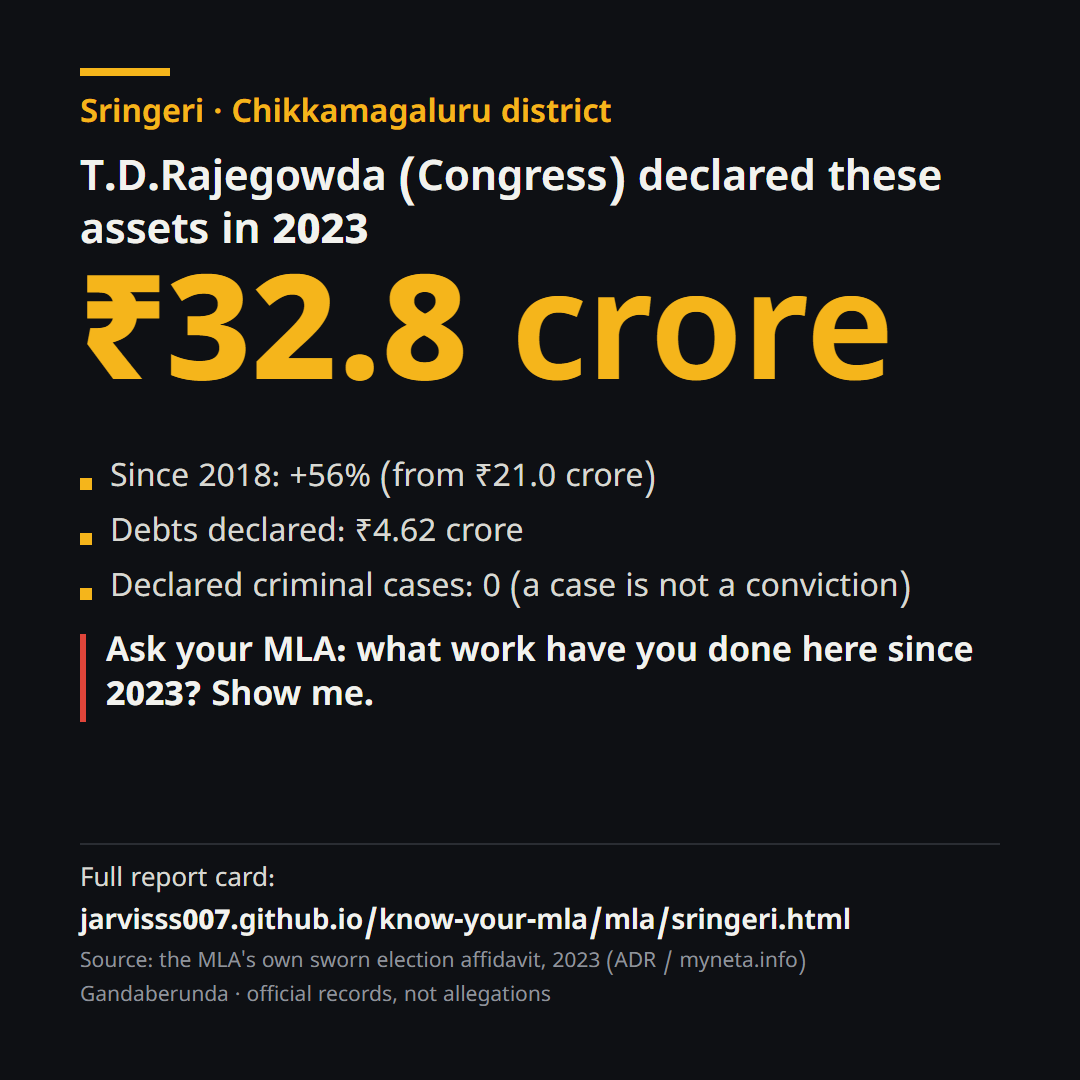 Sringeri · Chikkamagaluru district
T.D.Rajegowda (Congress) declared these
assets in 2023
₹32.8 crore
Since 2018: +56% (from ₹21.0 crore)
Debts declared: ₹4.62 crore
Declared criminal cases: 0 (a case is not a conviction)
Ask your MLA: what work have you done here since
2023? Show me.
Full report card:
jarvisss007.github.io/know-your-mla/mla/sringeri.html
Source: the MLA's own sworn election affidavit, 2023 (ADR / myneta.info)
Gandaberunda · official records, not allegations